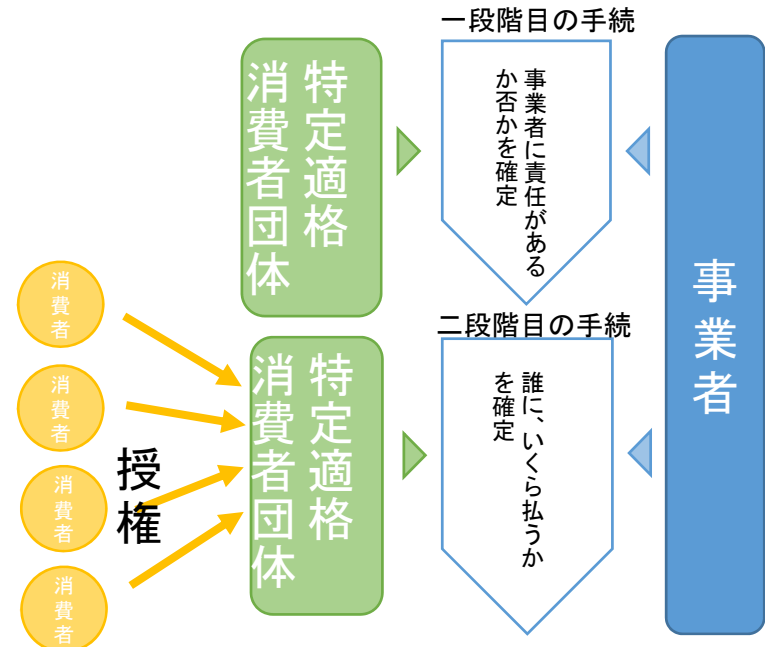 一段階目の手続
特定適格
消費者団体
事業者に責任がある
か否かを確定
事業者
二段階目の手続
特定適格
消費者団体
誰に、いくら払うか
を確定
消費者
消費者
消費者
消費者
授権